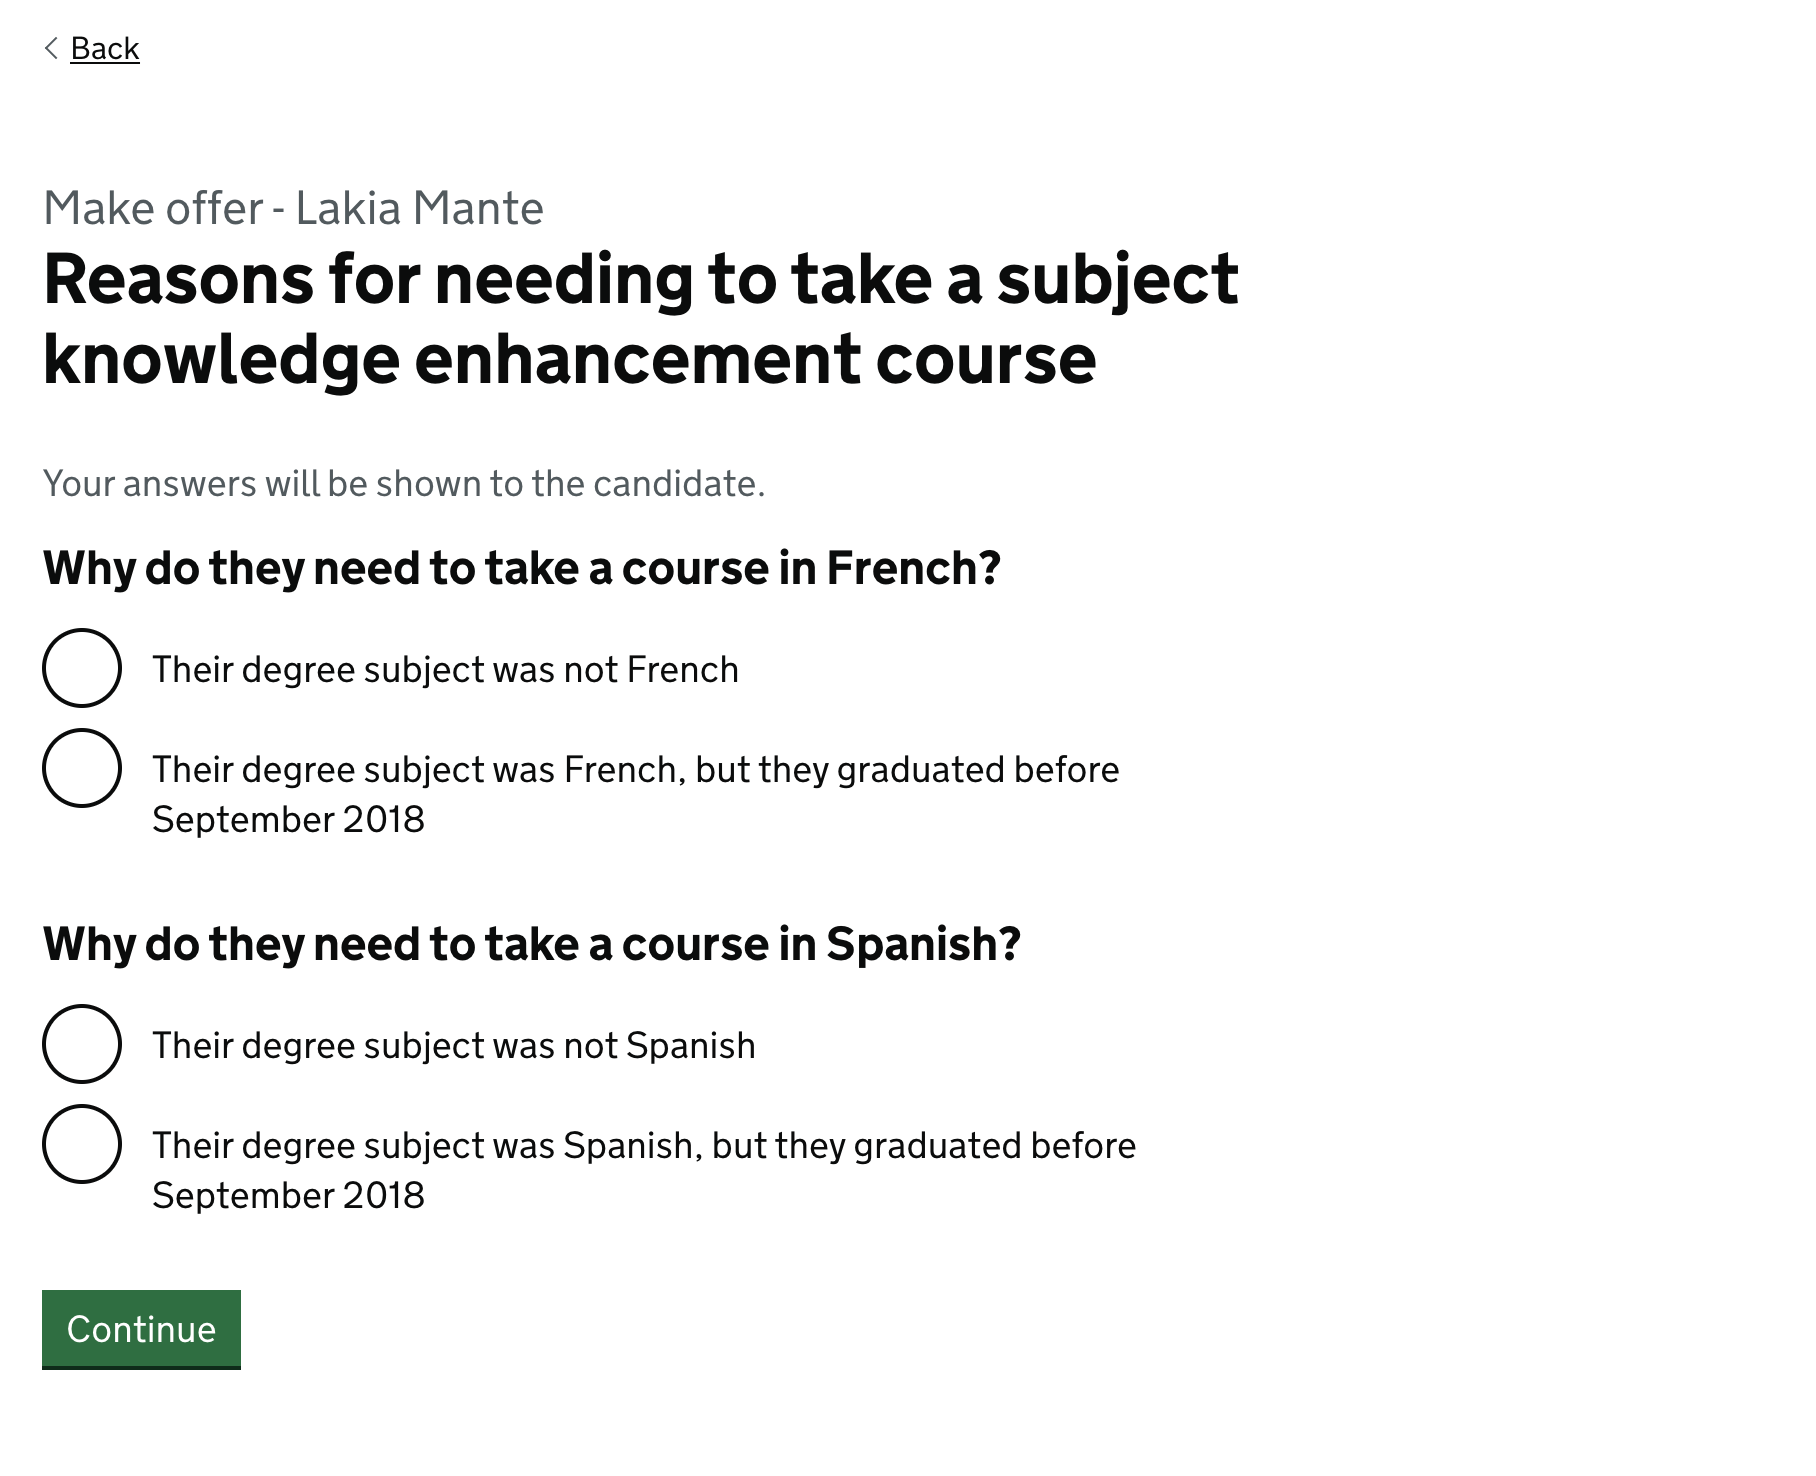 Back
Make offer - Lakia Mante
Reasons for needing to take a subject
knowledge enhancement course
Your answers will be shown to the candidate.
Why do they need to take a course in French?
Their degree subject was not French
Their degree subject was French, but they graduated before
September 2018
Why do they need to take a course in Spanish?
Their degree subject was not Spanish
Their degree subject was Spanish, but they graduated before
September 2018
Continue